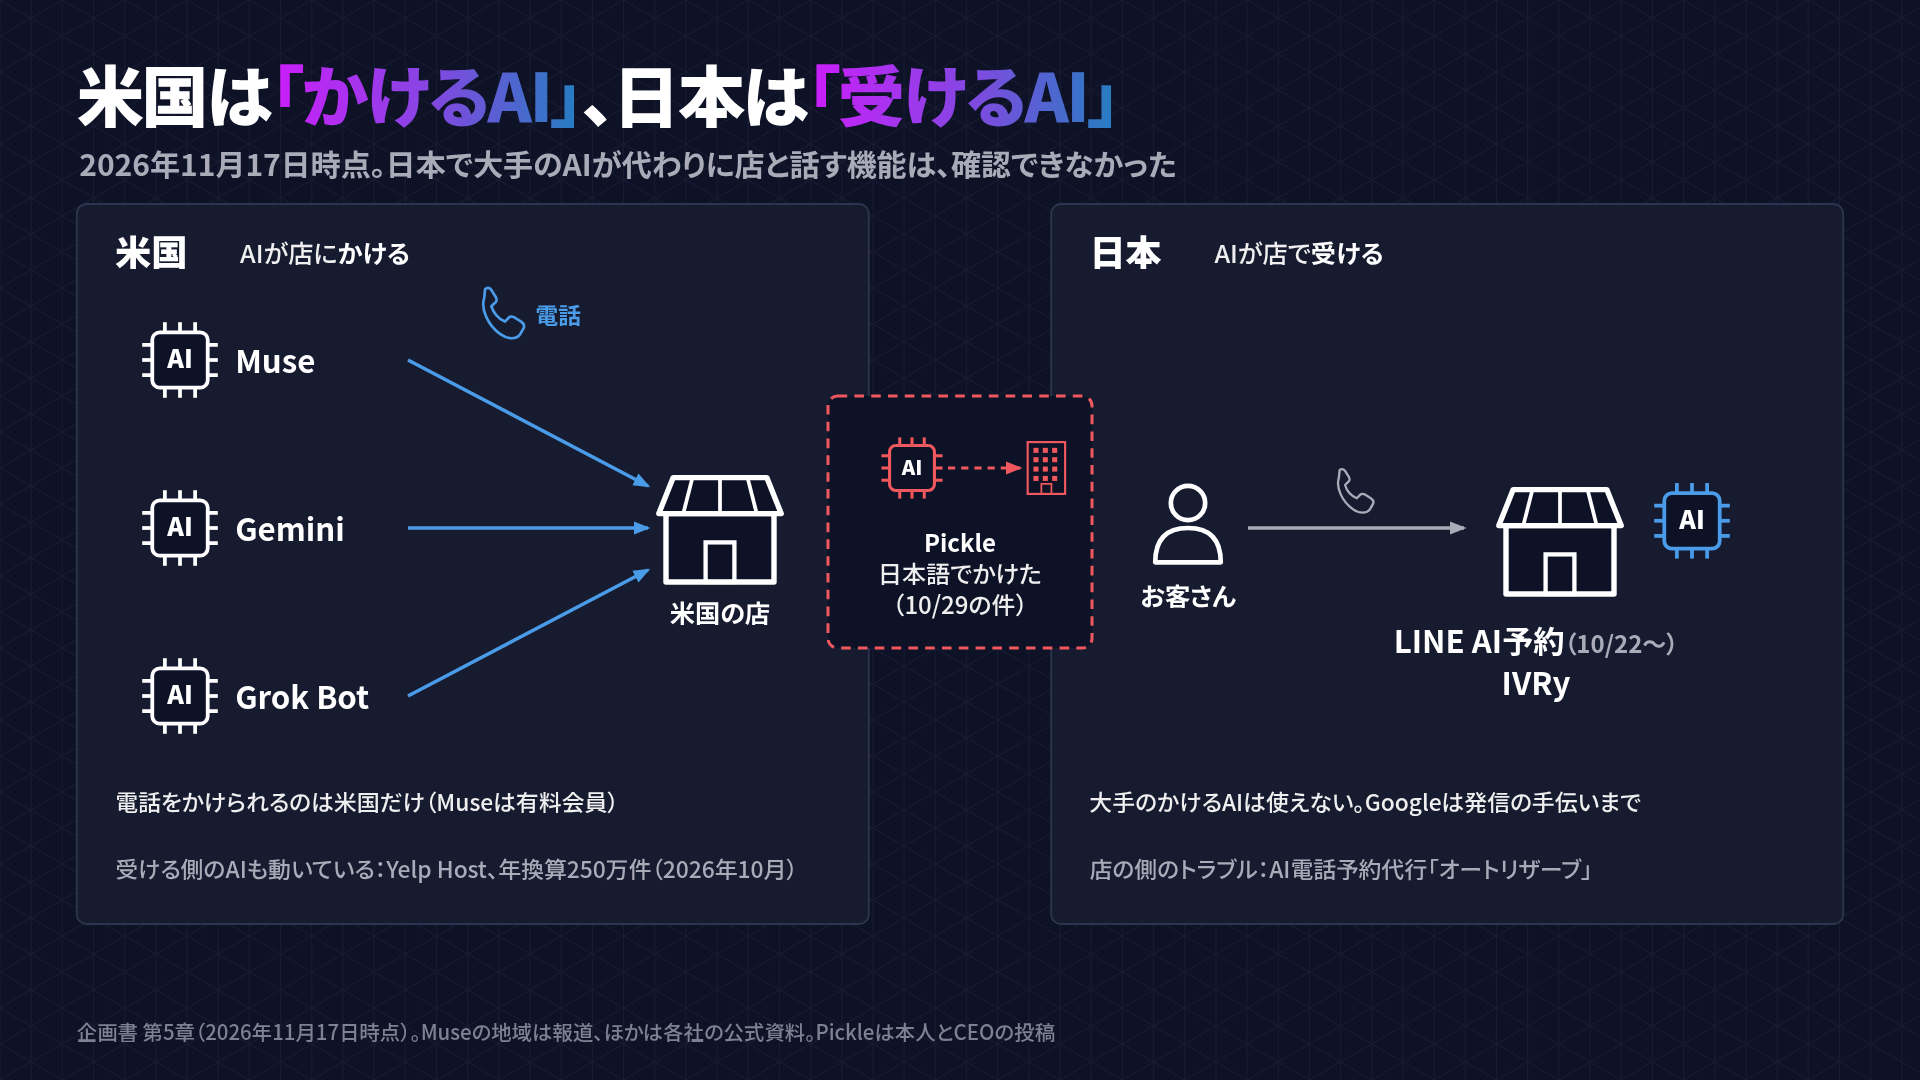 米国は「かけるAI」、日本は「受けるAI」
2026年11月17日時点。日本で大手のAIが代わりに店と話す機能は、確認できなかった
米国 AIが店にかける
電話
AI Muse
AI Gemini
AI Grok Bot
米国の店
電話をかけられるのは米国だけ（Museは有料会員）
受ける側のAIも動いている：Yelp Host、年換算250万件（2026年10月）
AI
Pickle
日本語でかけた
（10/29の件）
日本 AIが店で受ける
お客さん
AI
LINE AI予約（10/22〜）
IVRy
大手のかけるAIは使えない。Googleは発信の手伝いまで
店の側のトラブル：AI電話予約代行「オートリザーブ」
企画書 第5章（2026年11月17日時点）。Museの地域は報道、ほかは各社の公式資料。Pickleは本人とCEOの投稿